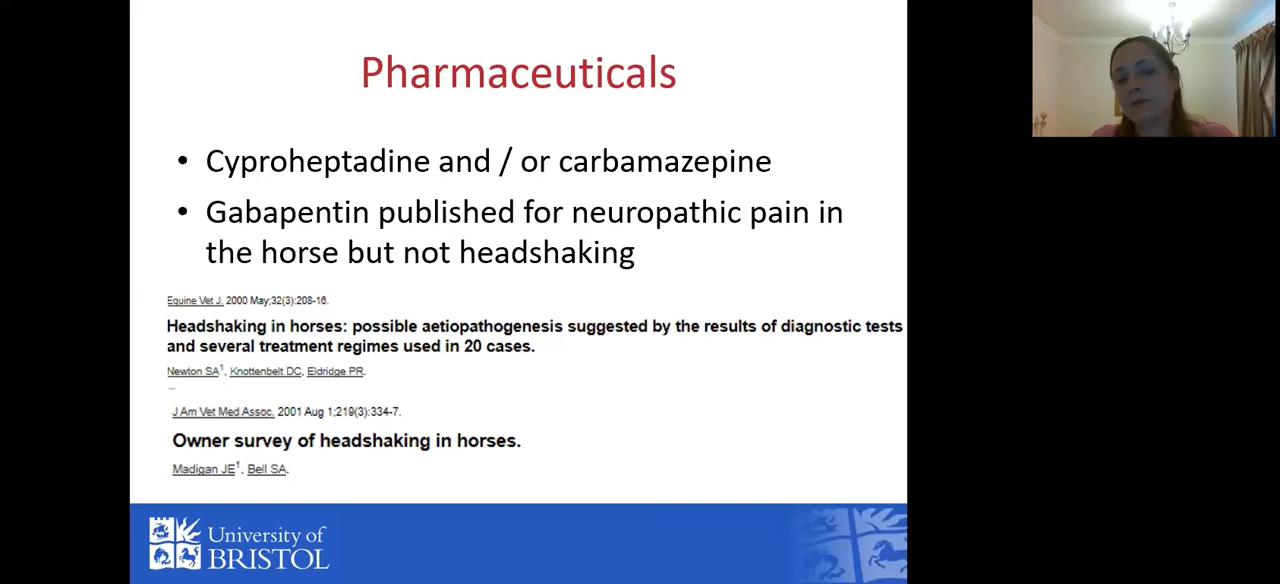 Pharmaceuticals
• Cyproheptadine and / or carbamazepine
• Gabapentin published for neuropathic pain in
the horse but not headshaking
Equine Vet J. 2000 May;32(3):208-16.
Headshaking in horses: possible aetiopathogenesis suggested by the results of diagnostic tests
and several treatment regimes used in 20 cases.
Newton SA1, Knottenbelt DC, Eldridge PR.
J Am Vet Med Assoc. 2001 Aug 1;219(3):334-7.
Owner survey of headshaking in horses.
Madigan JE1, Bell SA.
University of
BRISTOL